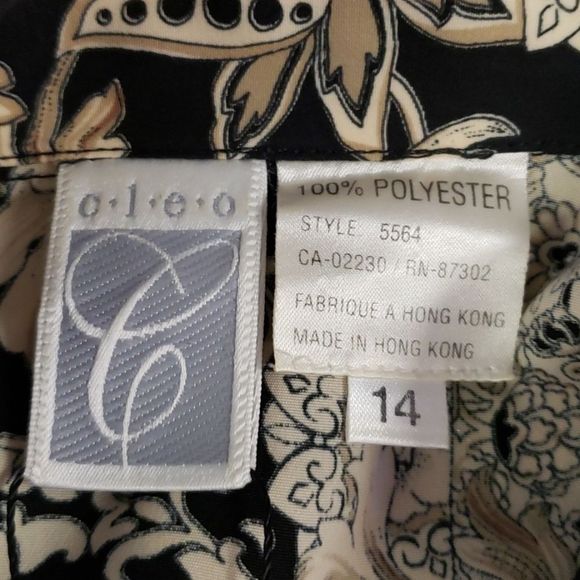 c·l·e·o
C
100% POLYESTER
STYLE. 5564
CA-02230 / RN-87302
FABRIQUE A HONG KONG
MADE IN HONG KONG
14